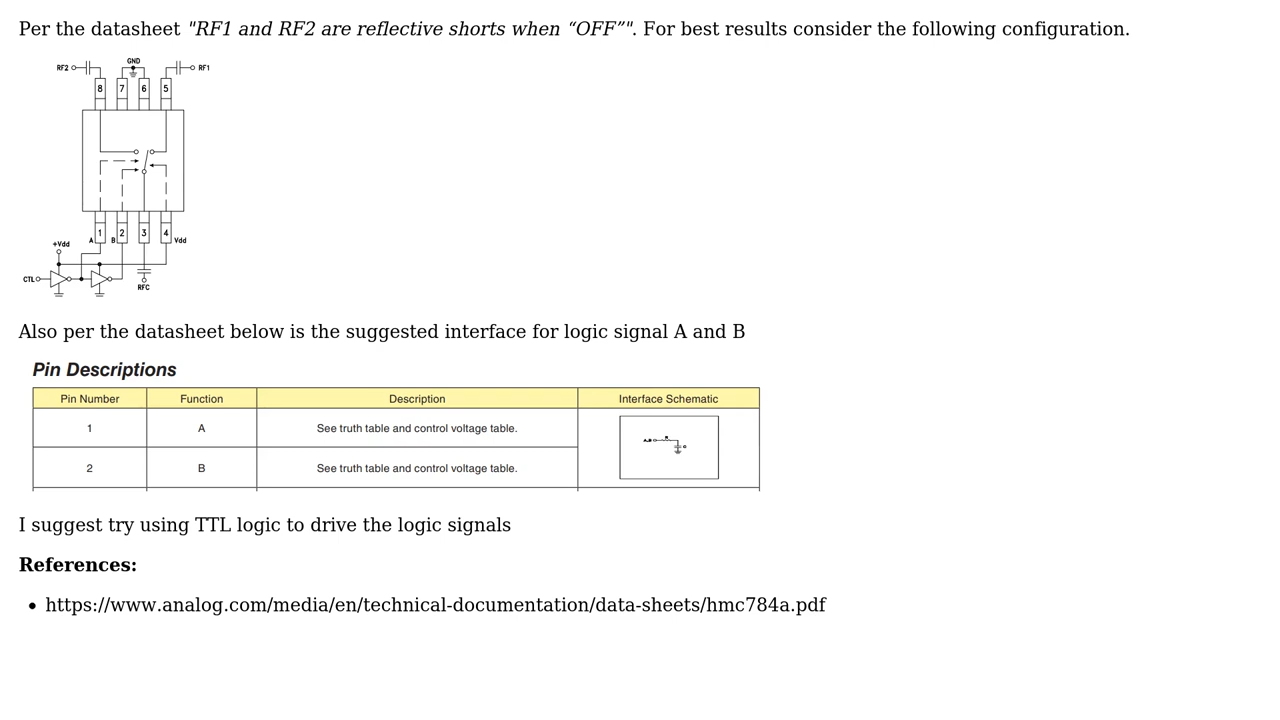 Per the datasheet "RF1 and RF2 are reflective shorts when “OFF”". For best results consider the following configuration.
RF2 GND RF1
8 7 6 5
1 2 3 4
A B Vdd
+Vdd
CTL
RFC
Also per the datasheet below is the suggested interface for logic signal A and B
Pin Descriptions
Pin Number Function Description Interface Schematic
1 A See truth table and control voltage table.
2 B See truth table and control voltage table.
I suggest try using TTL logic to drive the logic signals
References:
• https://www.analog.com/media/en/technical-documentation/data-sheets/hmc784a.pdf